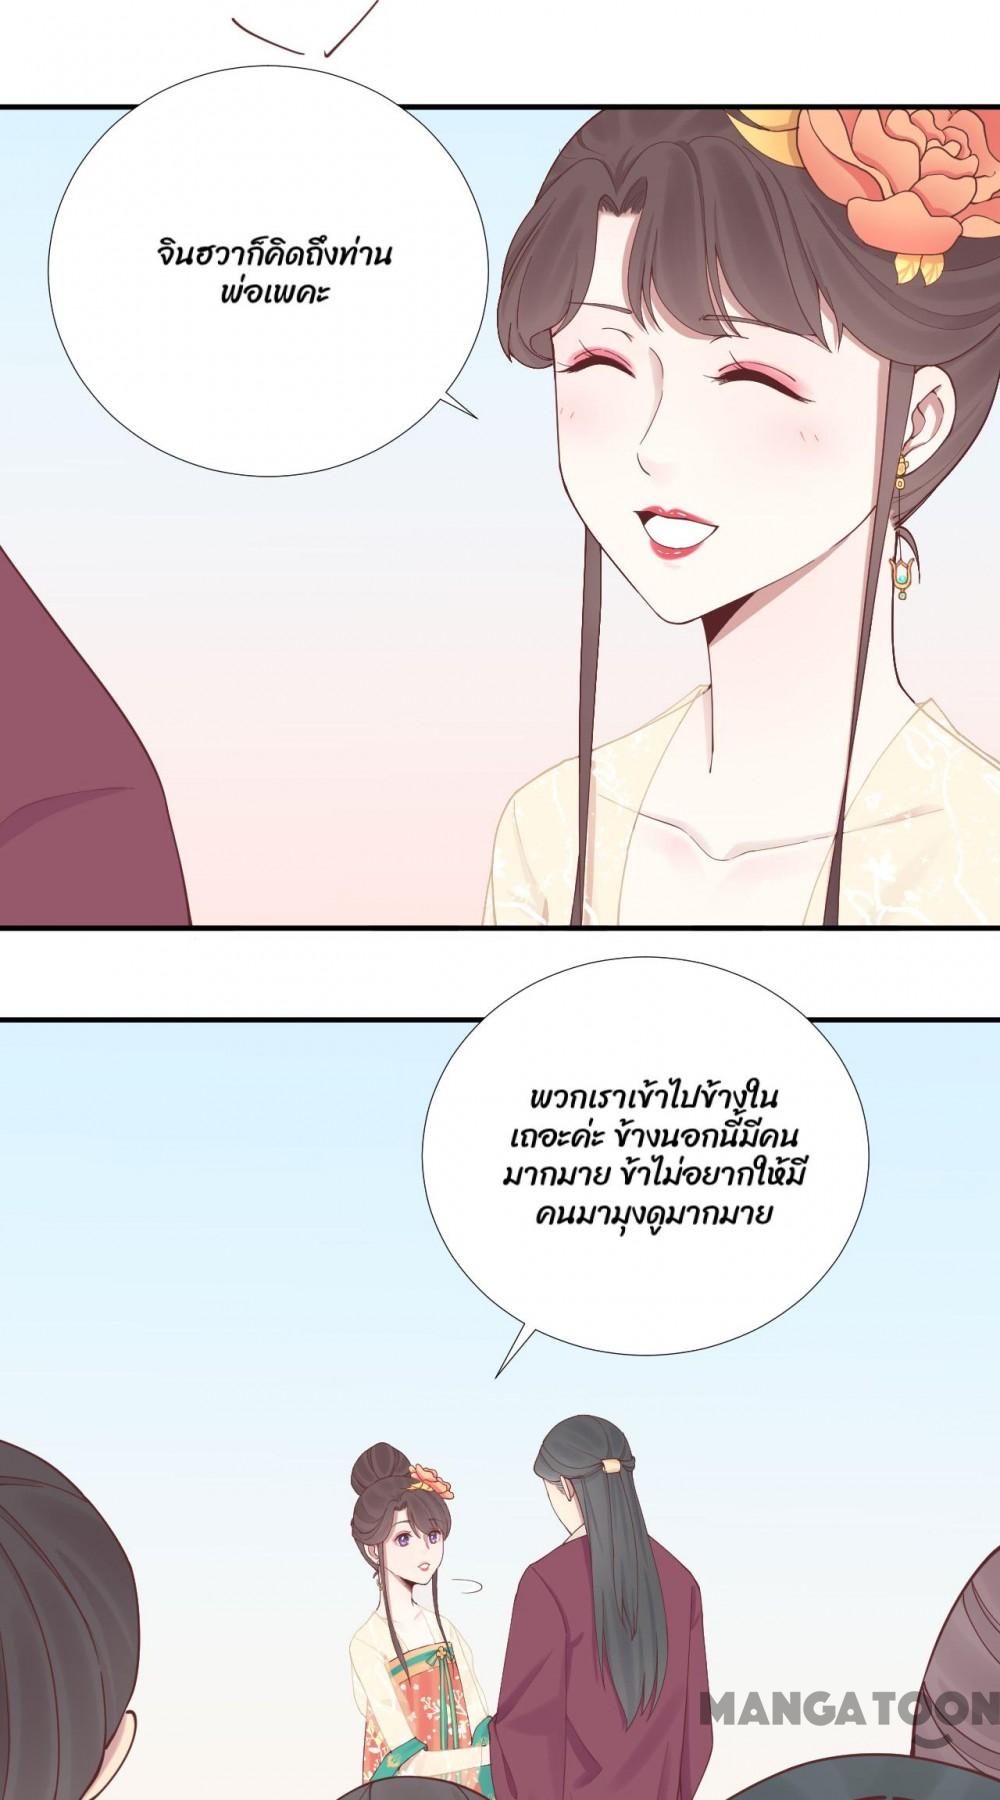 จินฮวาก็คิดถึงท่าน
พ่อเพคะ
พวกเราเข้าไปข้างใน
เถอะค่ะ ข้างนอกนี้มีคน
มากมาย ข้าไม่อยากให้มี
คนมามุงดูมากมาย
MANGATOON